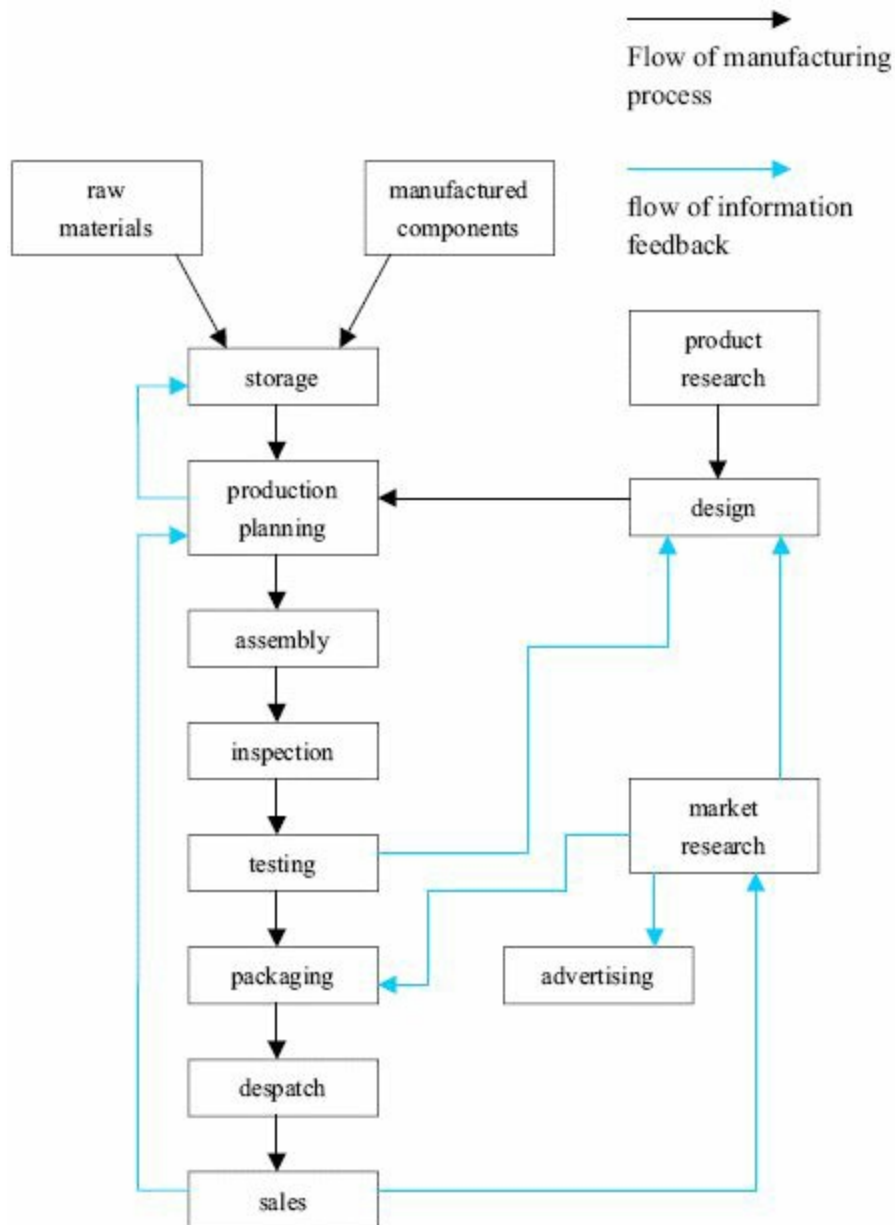 Flow of manufacturing
process
raw
materials
manufactured
components
flow of information
feedback
product
research
storage
production
planning
design
assembly
inspection
market
research
testing
packaging
advertising
despatch
sales